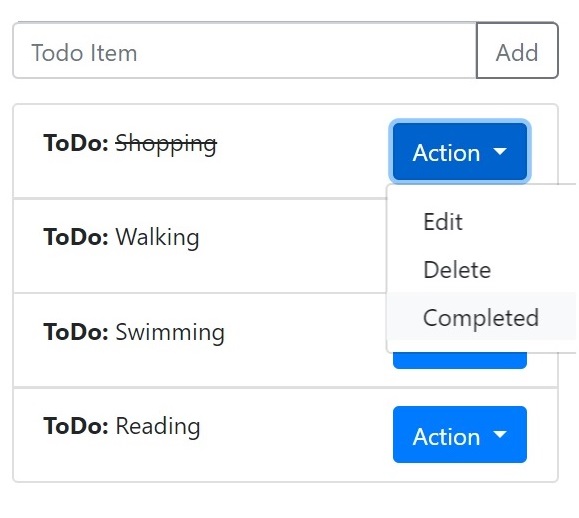 Todo Item Add
ToDo: Shopping Action
Edit
Delete
Completed
ToDo: Walking
ToDo: Swimming
ToDo: Reading Action